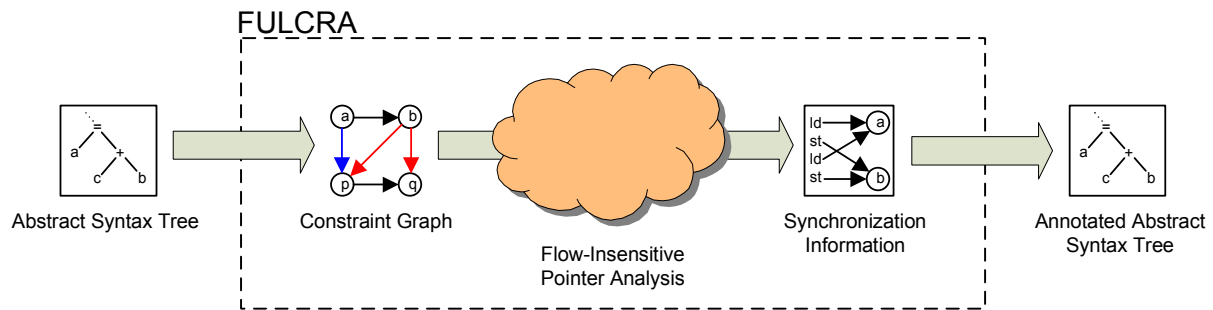 FULCRA
=
a
+
c b
Abstract Syntax Tree
a b
p q
Constraint Graph
Flow-Insensitive
Pointer Analysis
ld
st
ld
st
a
b
Synchronization
Information
=
a
+
c b
Annotated Abstract
Syntax Tree